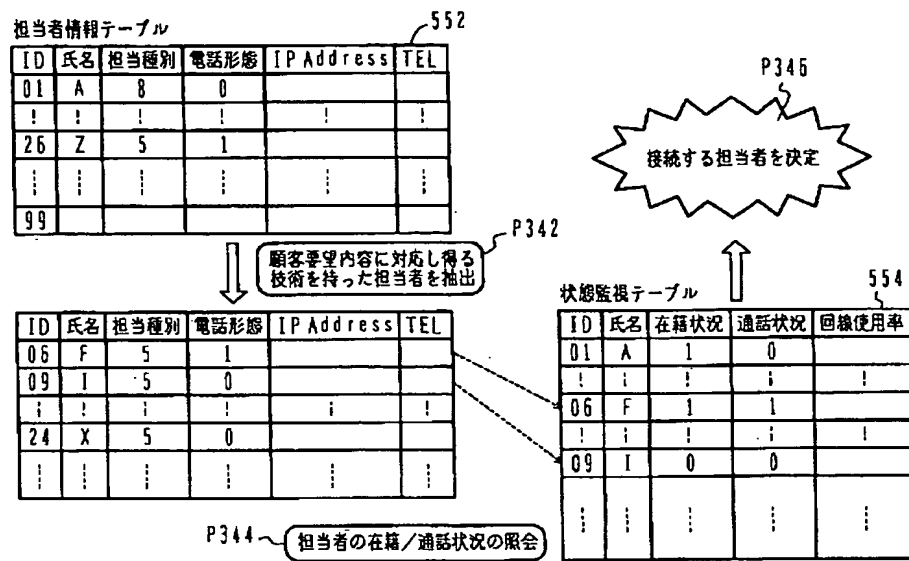 担当者情報テーブル
552
ID 氏名 担当種別 電話形態 IP Address TEL
01 A 8 0
26 Z 5 1
99
P342
顧客要望内容に対応し得る
技術を持った担当者を抽出
ID 氏名 担当種別 電話形態 IP Address TEL
06 F 5 1
09 I 5 0
24 X 5 0
P344
担当者の在籍/通話状況の照会
P346
接続する担当者を決定
状態監視テーブル
554
ID 氏名 在籍状況 通話状況 回線使用率
01 A 1 0
06 F 1 1
09 I 0 0